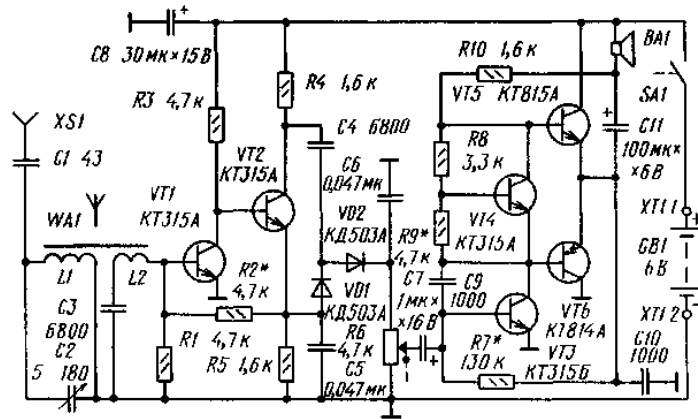 C8 30мк×15В
R3 4,7к
R4 1,6к
XS1
C1 43
WA1
VT1
КТ315А
VT2
КТ315А
L1
L2
C3
6800
C2
5 180
R1 4,7к
R2*
4,7к
R5 1,6к
C4 6800
C6
0,047мк
VD2
КД503А
VD1
КД503А
R6
4,7к
C5
0,047мк
R10 1,6к
VT5 КТ815А
R8
3,3к
VT4
КТ315А
R9*
4,7к
C7
1мк×
×16В
C9
1000
R7*
130к
VT6
КТ814А
VT3
КТ315Б
BA1
SA1
C11
100мк×
×6В
XT1 1
GB1
6В
XT1 2
C10
1000